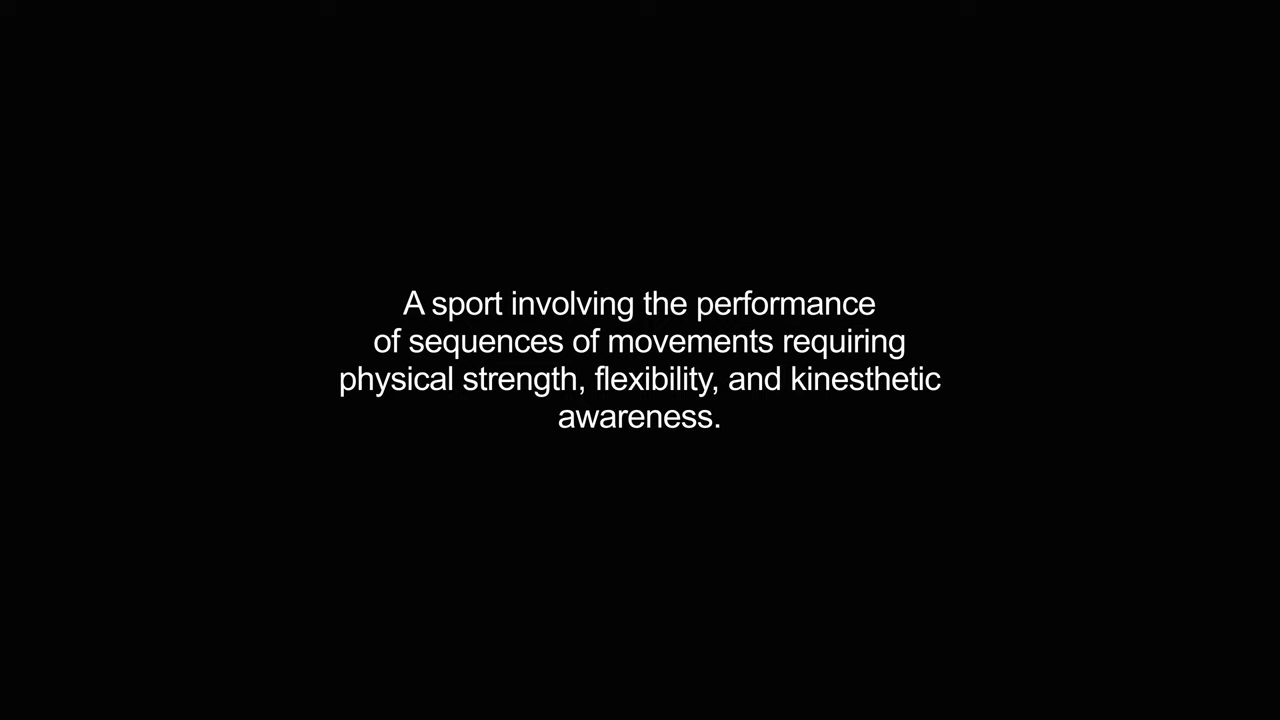 A sport involving the performance
of sequences of movements requiring
physical strength, flexibility, and kinesthetic
awareness.